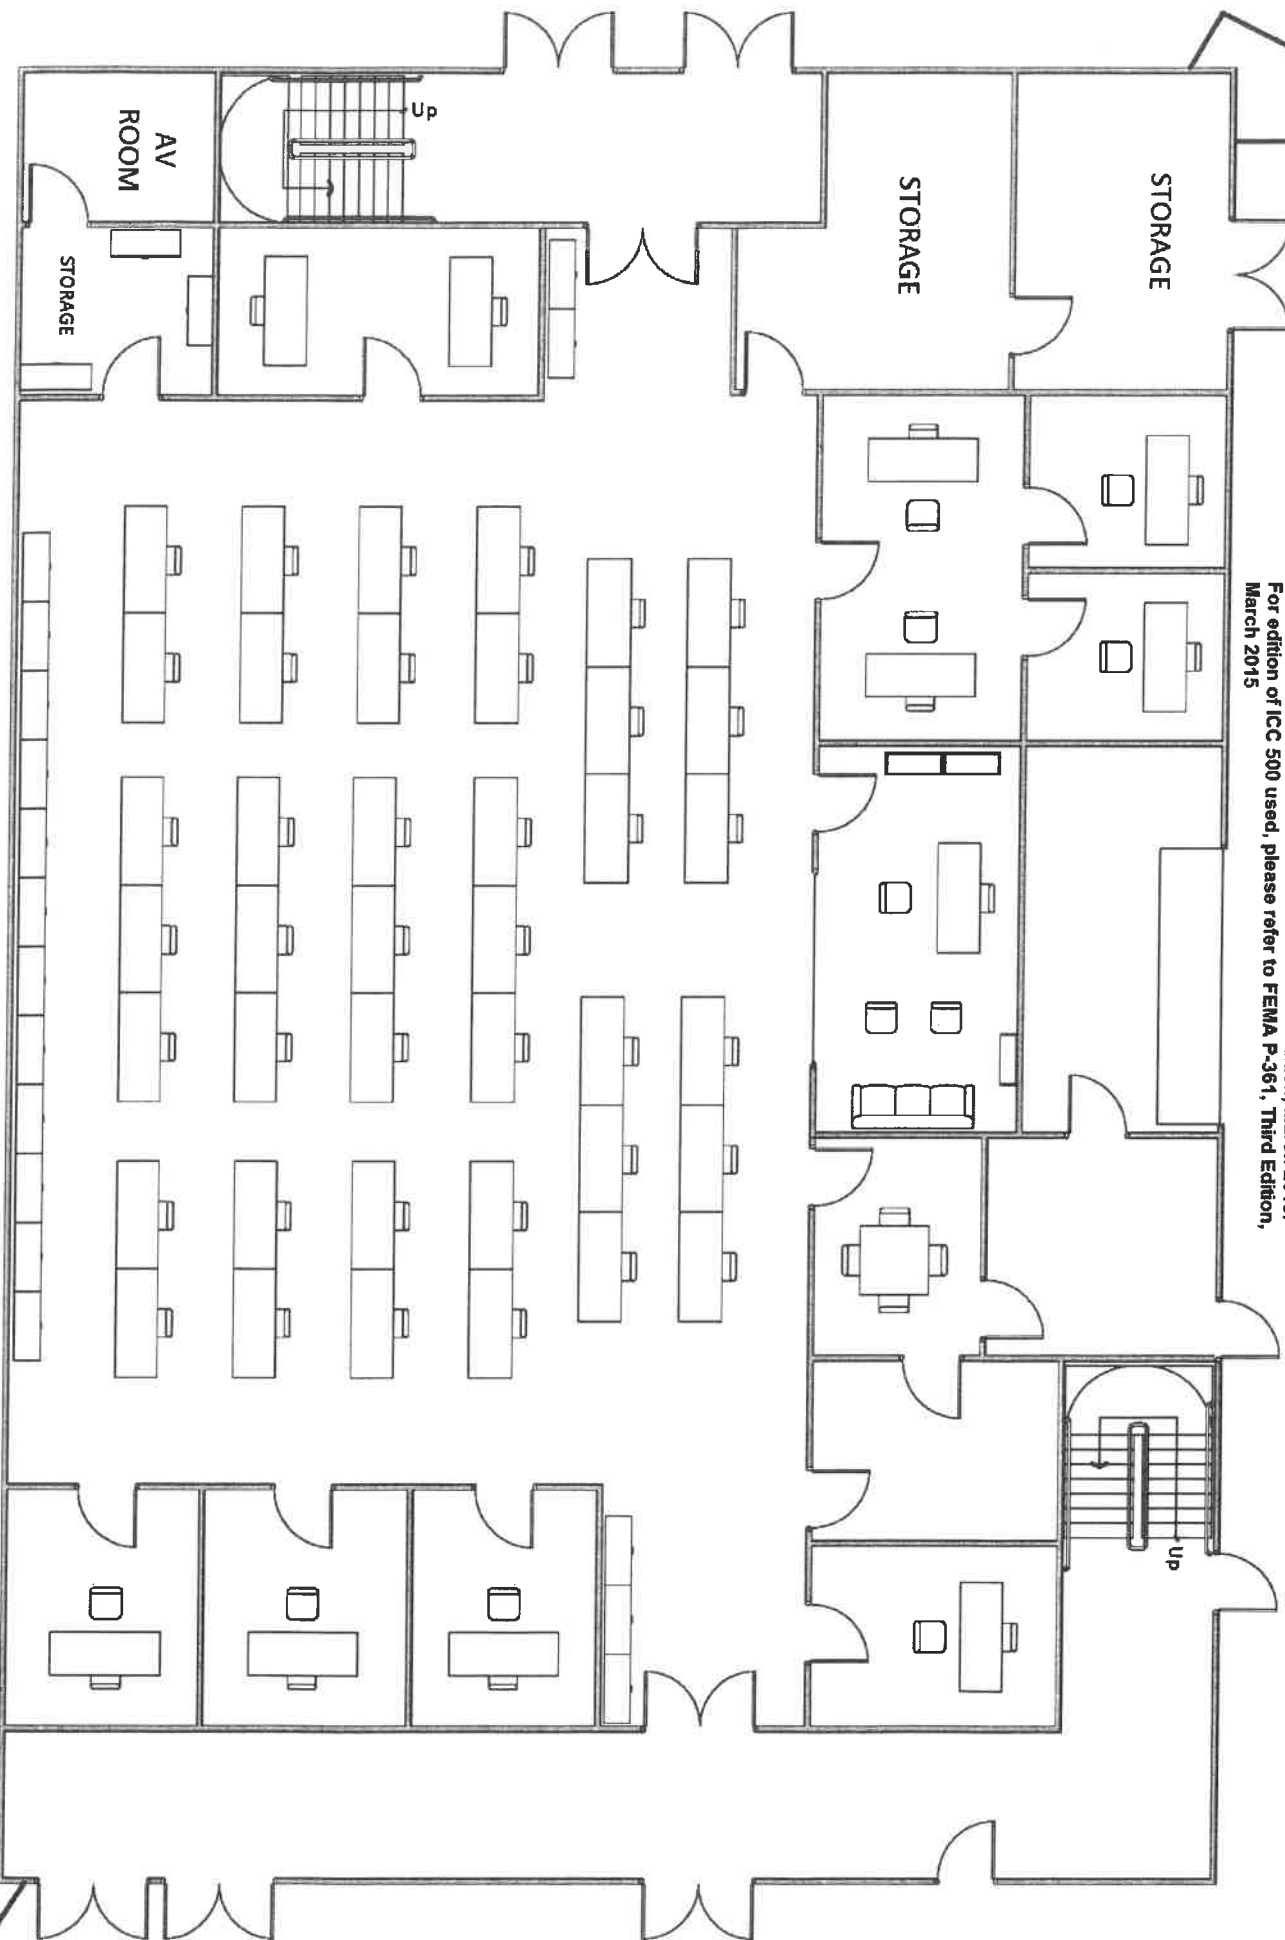 For edition of ICC 500 used, please refer to FEMA P-361, Third Edition,
March 2015
STORAGE
STORAGE
Up
AV
ROOM
STORAGE
Up